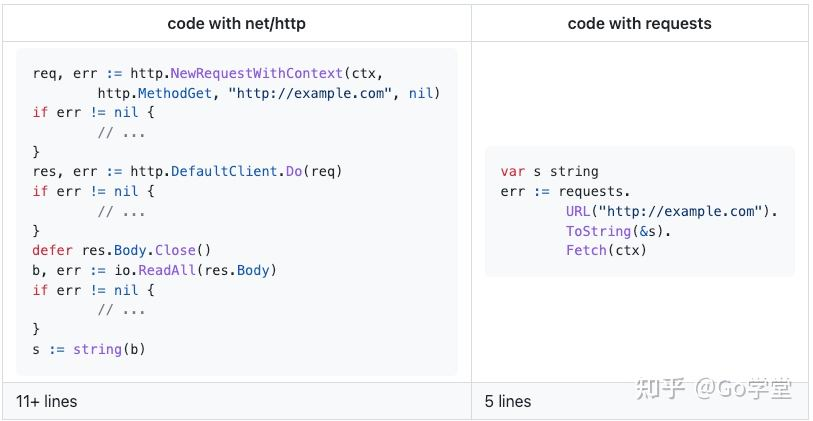 code with net/http
code with requests
req, err := http.NewRequestWithContext(ctx,
        http.MethodGet, "http://example.com", nil)
if err != nil {
        // ...
}
res, err := http.DefaultClient.Do(req)
if err != nil {
        // ...
}
defer res.Body.Close()
b, err := io.ReadAll(res.Body)
if err != nil {
        // ...
}
s := string(b)
var s string
err := requests.
        URL("http://example.com").
        ToString(&s).
        Fetch(ctx)
11+ lines
5 lines
知乎 @Go学堂